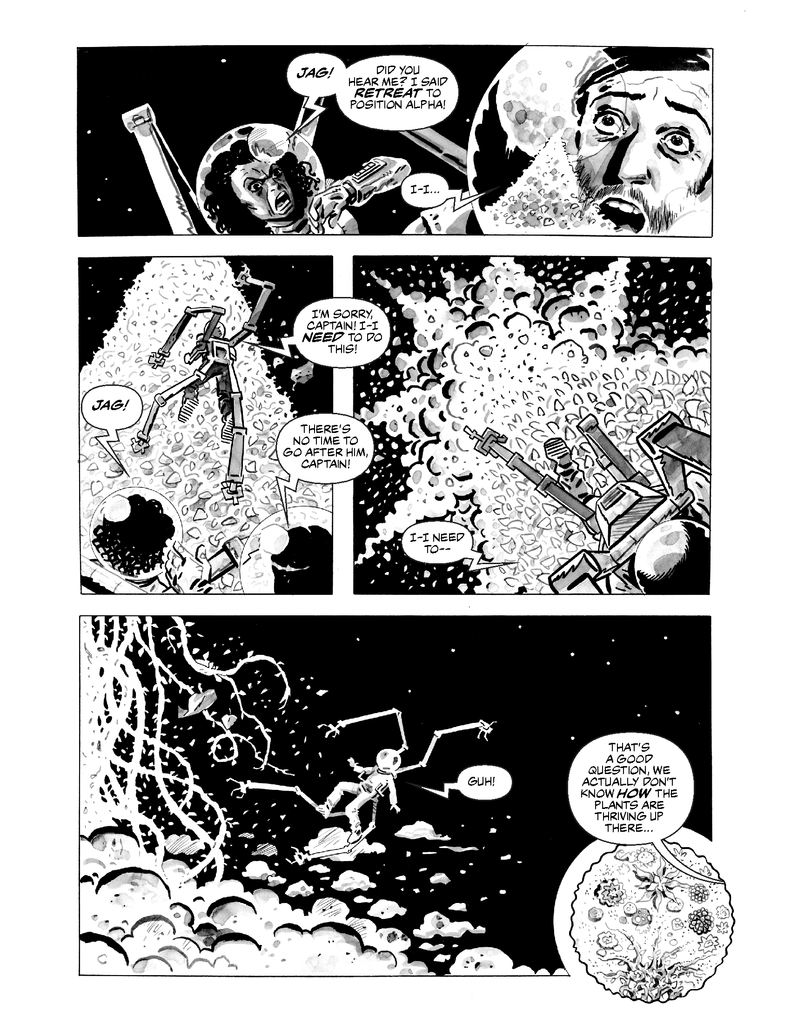 JAG!
DID YOU
HEAR ME? I SAID
RETREAT TO
POSITION ALPHA!
I-I...
I'M SORRY,
CAPTAIN! I-I
NEED TO DO
THIS!
JAG!
THERE'S
NO TIME TO
GO AFTER HIM,
CAPTAIN!
I-I NEED
TO--
GUH!
THAT'S
A GOOD
QUESTION, WE
ACTUALLY DON'T
KNOW HOW THE
PLANTS ARE
THRIVING UP
THERE...